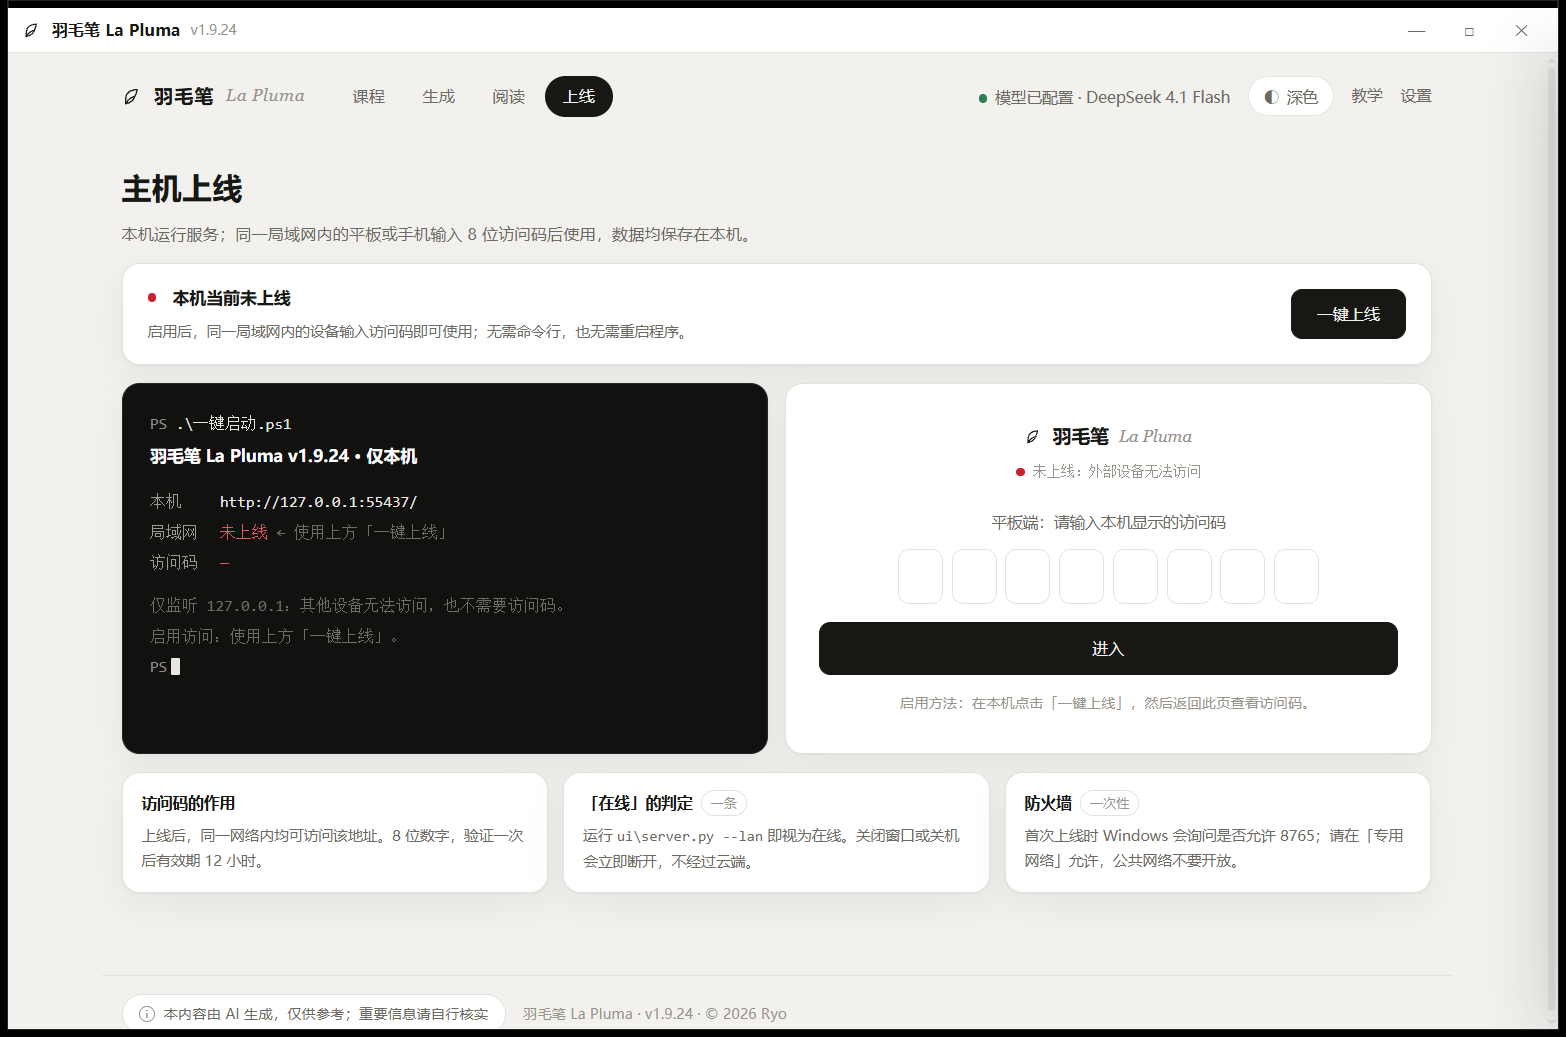 羽毛笔 La Pluma v1.9.24
羽毛笔 La Pluma 课程 生成 阅读 上线 模型已配置 · DeepSeek 4.1 Flash 深色 教学 设置
主机上线
本机运行服务；同一局域网内的平板或手机输入 8 位访问码后使用，数据均保存在本机。
本机当前未上线
启用后，同一局域网内的设备输入访问码即可使用；无需命令行，也无需重启程序。
一键上线
PS .\一键启动.ps1
羽毛笔 La Pluma v1.9.24 • 仅本机
本机 http://127.0.0.1:55437/
局域网 未上线 ← 使用上方「一键上线」
访问码 —
仅监听 127.0.0.1：其他设备无法访问，也不需要访问码。
启用访问：使用上方「一键上线」。
PS
羽毛笔 La Pluma
未上线：外部设备无法访问
平板端：请输入本机显示的访问码
进入
启用方法：在本机点击「一键上线」，然后返回此页查看访问码。
访问码的作用
上线后，同一网络内均可访问该地址。8 位数字，验证一次
后有效期 12 小时。
「在线」的判定 一条
运行 ui\server.py --lan 即视为在线。关闭窗口或关机
会立即断开，不经过云端。
防火墙 一次性
首次上线时 Windows 会询问是否允许 8765；请在「专用
网络」允许，公共网络不要开放。
本内容由 AI 生成，仅供参考；重要信息请自行核实
羽毛笔 La Pluma · v1.9.24 · © 2026 Ryo